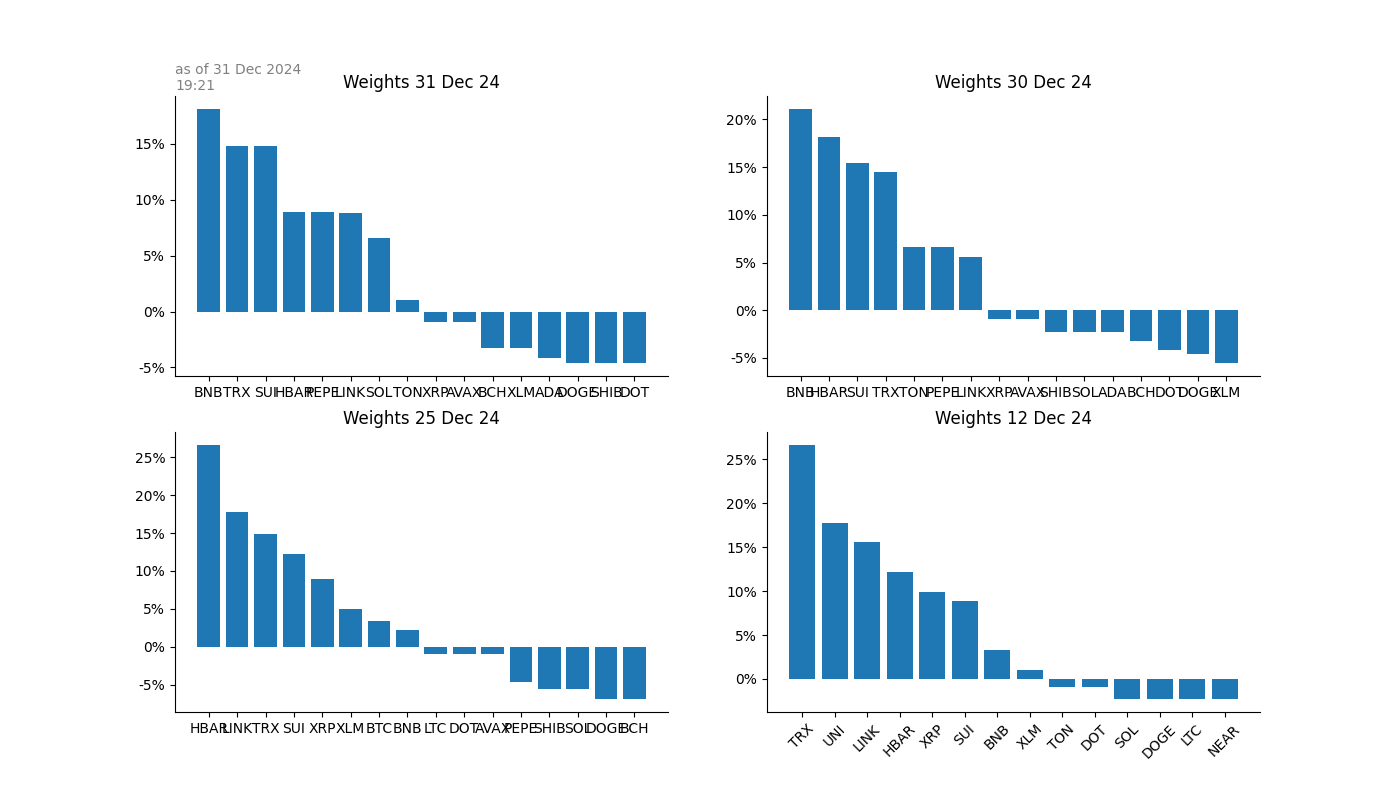 as of 31 Dec 2024
19:21
Weights 31 Dec 24
15%
10%
5%
0%
-5%
BNB TRX SUI HBAR PEPE LINK SOL TON XRP AVAX BCH XLM ADA DOGE SHIB DOT
Weights 30 Dec 24
20%
15%
10%
5%
0%
-5%
BNB HBAR SUI TRX TON PEPE LINK XRP AVAX SHIB SOL ADA BCH DOT DOGE XLM
Weights 25 Dec 24
25%
20%
15%
10%
5%
0%
-5%
HBAR LINK TRX SUI XRP XLM BTC BNB LTC DOT AVAX PEPE SHIB SOL DOGE BCH
Weights 12 Dec 24
25%
20%
15%
10%
5%
0%
TRX UNI LINK HBAR XRP SUI BNB XLM TON DOT SOL DOGE LTC NEAR